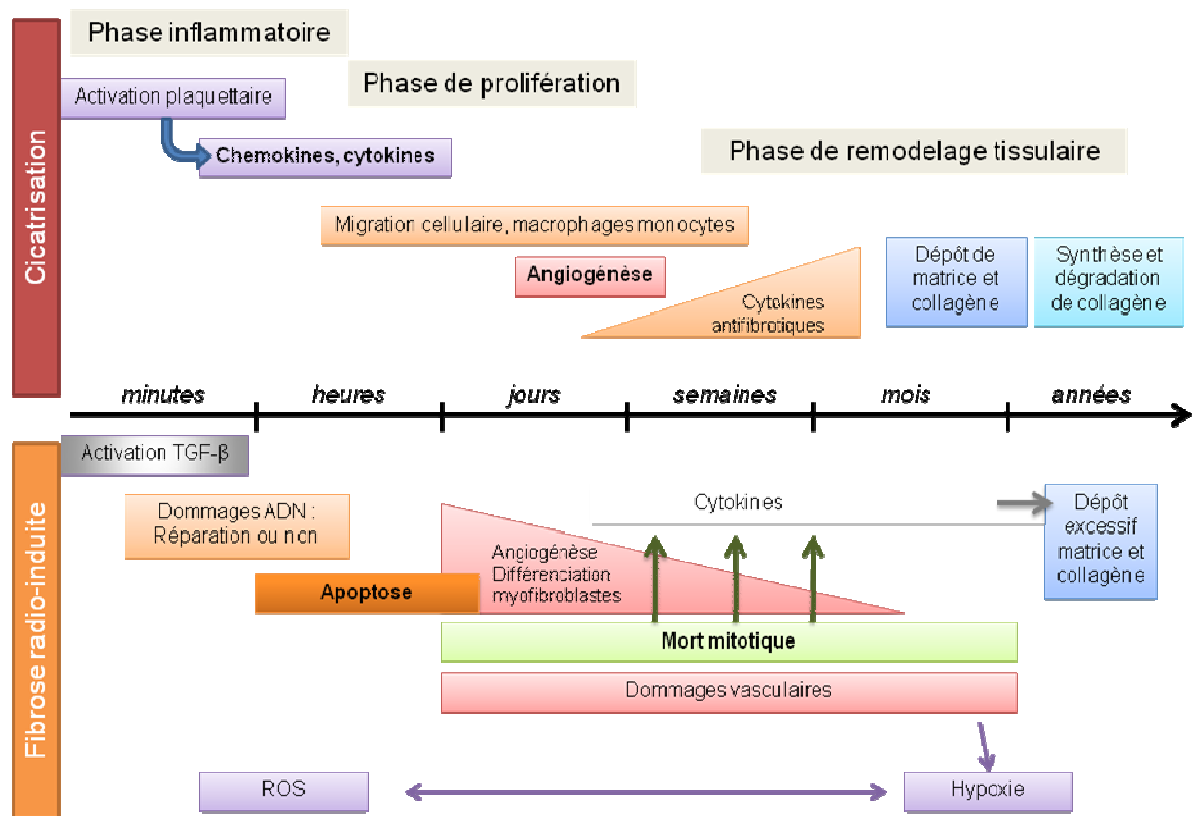 Cicatrisation
Phase inflammatoire
Activation plaquettaire
Phase de prolifération
Chemokines, cytokines
Phase de remodelage tissulaire
Migration cellulaire, macrophages monocytes
Angiogénèse
Cytokines
antifibrotiques
Dépôt de
matrice et
collagène
Synthèse et
dégradation
de collagène
minutes
heures
jours
semaines
mois
années
Fibrose radio-induite
Activation TGF-β
Dommages ADN :
Réparation ou non
Apoptose
Angiogénèse
Différenciation
myofibroblastes
Cytokines
Dépôt
excessif
matrice et
collagène
Mort mitotique
Dommages vasculaires
ROS
Hypoxie